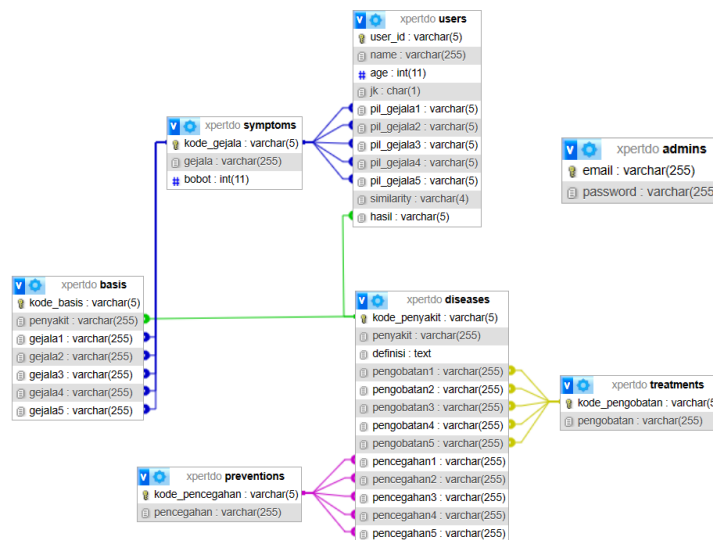 xpertdo users
user_id : varchar(5)
name : varchar(255)
# age : int(11)
jk : char(1)
pil_gejala1 : varchar(5)
pil_gejala2 : varchar(5)
pil_gejala3 : varchar(5)
pil_gejala4 : varchar(5)
pil_gejala5 : varchar(5)
similarity : varchar(4)
hasil : varchar(5)
xpertdo symptoms
kode_gejala : varchar(5)
gejala : varchar(255)
# bobot : int(11)
xpertdo admins
email : varchar(255)
password : varchar(255
xpertdo basis
kode_basis : varchar(5)
penyakit : varchar(255)
gejala1 : varchar(255)
gejala2 : varchar(255)
gejala3 : varchar(255)
gejala4 : varchar(255)
gejala5 : varchar(255)
xpertdo diseases
kode_penyakit : varchar(5)
penyakit : varchar(255)
definisi : text
pengobatan1 : varchar(255)
pengobatan2 : varchar(255)
pengobatan3 : varchar(255)
pengobatan4 : varchar(255)
pengobatan5 : varchar(255)
pencegahan1 : varchar(255)
pencegahan2 : varchar(255)
pencegahan3 : varchar(255)
pencegahan4 : varchar(255)
pencegahan5 : varchar(255)
xpertdo treatments
kode_pengobatan : varchar(5
pengobatan : varchar(255)
xpertdo preventions
kode_pencegahan : varchar(5)
pencegahan : varchar(255)